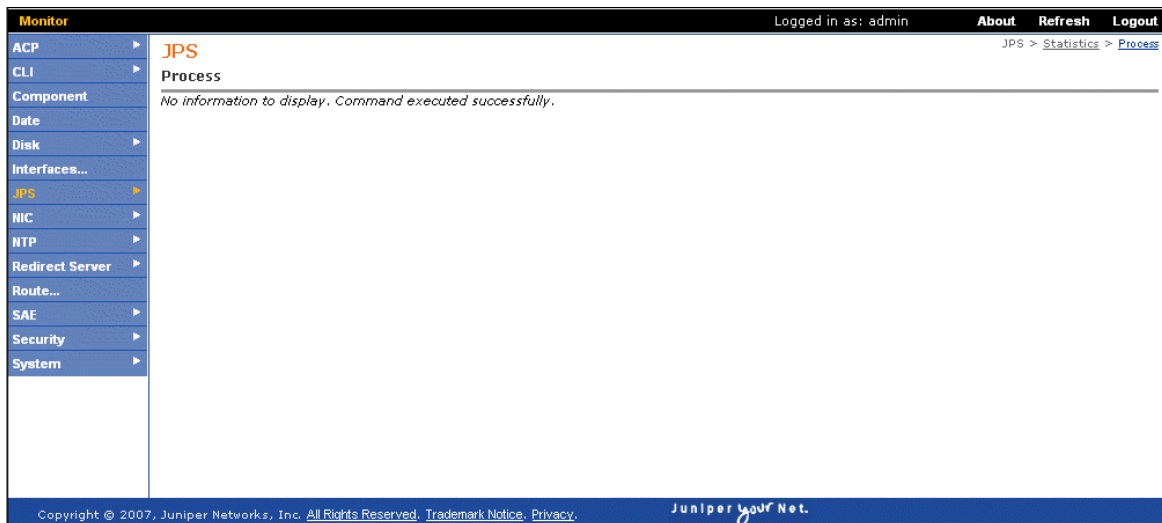 Monitor Logged in as: admin About Refresh Logout
JPS > Statistics > Process
ACP
CLI
Component
Date
Disk
Interfaces...
JPS
NIC
NTP
Redirect Server
Route...
SAE
Security
System
JPS
Process
No information to display. Command executed successfully.
Copyright © 2007, Juniper Networks, Inc. All Rights Reserved. Trademark Notice. Privacy.
Juniper your Net.